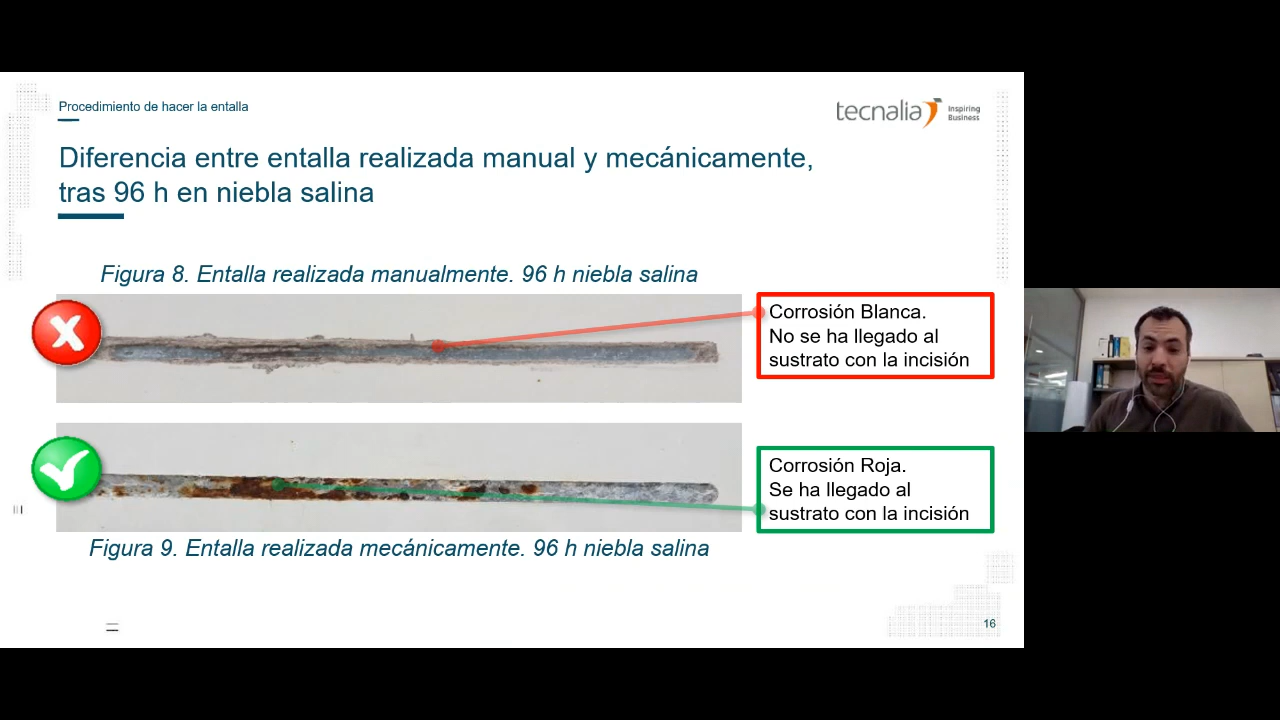 Procedimiento de hacer la entalla
tecnalia Inspiring
Business
Diferencia entre entalla realizada manual y mecánicamente,
tras 96 h en niebla salina
Figura 8. Entalla realizada manualmente. 96 h niebla salina
Corrosión Blanca.
No se ha llegado al
sustrato con la incisión
Corrosión Roja.
Se ha llegado al
sustrato con la incisión
Figura 9. Entalla realizada mecánicamente. 96 h niebla salina
16